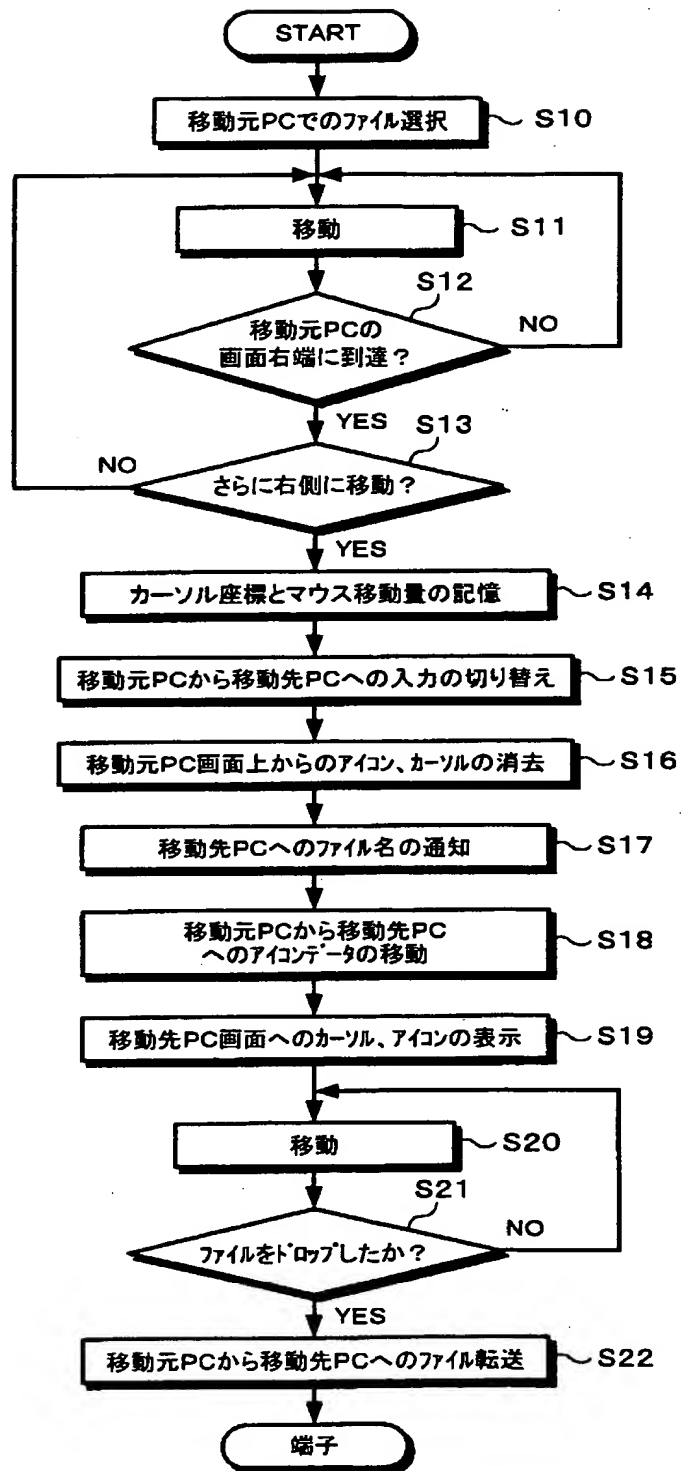 START
移動元PCでのファイル選択
S10
移動
S11
S12
移動元PCの
画面右端に到達?
NO
YES
S13
NO
さらに右側に移動?
YES
カーソル座標とマウス移動量の記憶
S14
移動元PCから移動先PCへの入力の切り替え
S15
移動元PC画面上からのアイコン、カーソルの消去
S16
移動先PCへのファイル名の通知
S17
移動元PCから移動先PC
へのアイコンデータの移動
S18
移動先PC画面へのカーソル、アイコンの表示
S19
移動
S20
S21
ファイルをドロップしたか?
NO
YES
移動元PCから移動先PCへのファイル転送
S22
端子